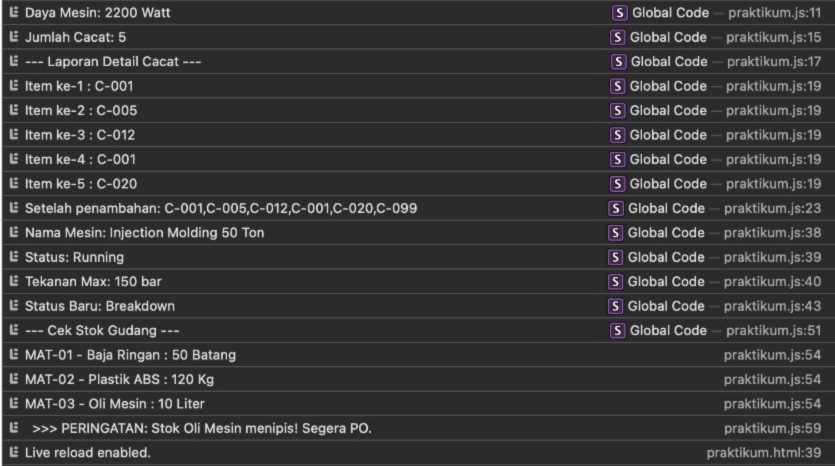 Daya Mesin: 2200 Watt S Global Code — praktikum.js:11
Jumlah Cacat: 5 S Global Code — praktikum.js:15
--- Laporan Detail Cacat --- S Global Code — praktikum.js:17
Item ke-1 : C-001 S Global Code — praktikum.js:19
Item ke-2 : C-005 S Global Code — praktikum.js:19
Item ke-3 : C-012 S Global Code — praktikum.js:19
Item ke-4 : C-001 S Global Code — praktikum.js:19
Item ke-5 : C-020 S Global Code — praktikum.js:19
Setelah penambahan: C-001,C-005,C-012,C-001,C-020,C-099 S Global Code — praktikum.js:23
Nama Mesin: Injection Molding 50 Ton S Global Code — praktikum.js:38
Status: Running S Global Code — praktikum.js:39
Tekanan Max: 150 bar S Global Code — praktikum.js:40
Status Baru: Breakdown S Global Code — praktikum.js:43
--- Cek Stok Gudang --- S Global Code — praktikum.js:51
MAT-01 - Baja Ringan : 50 Batang praktikum.js:54
MAT-02 - Plastik ABS : 120 Kg praktikum.js:54
MAT-03 - Oli Mesin : 10 Liter praktikum.js:54
>>> PERINGATAN: Stok Oli Mesin menipis! Segera PO. praktikum.js:59
Live reload enabled. praktikum.html:39